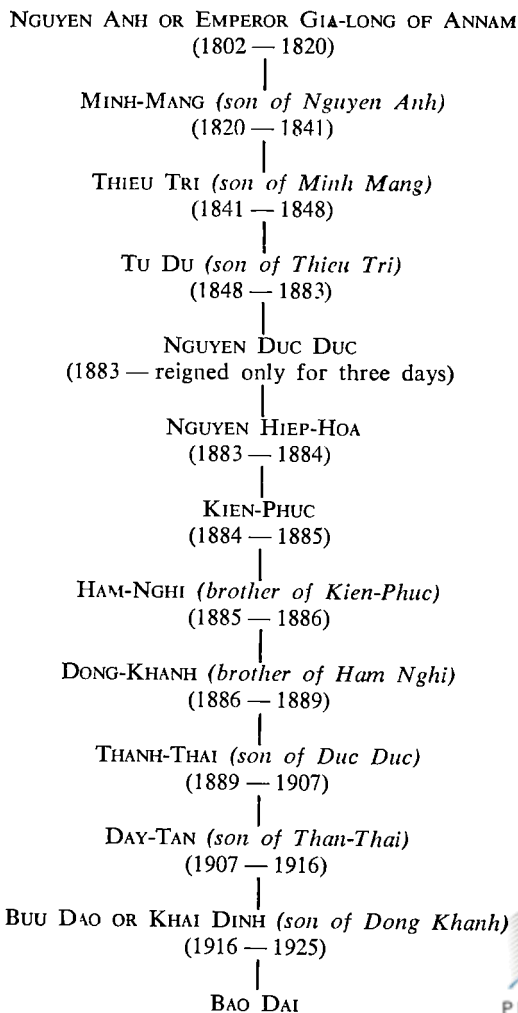 NGUYEN ANH OR EMPEROR GIA-LONG OF ANNAM
(1802 — 1820)
MINH-MANG (son of Nguyen Anh)
(1820 — 1841)
THIEU TRI (son of Minh Mang)
(1841 — 1848)
TU DU (son of Thieu Tri)
(1848 — 1883)
NGUYEN DUC DUC
(1883 — reigned only for three days)
NGUYEN HIEP-HOA
(1883 — 1884)
KIEN-PHUC
(1884 — 1885)
HAM-NGHI (brother of Kien-Phuc)
(1885 — 1886)
DONG-KHANH (brother of Ham Nghi)
(1886 — 1889)
THANH-THAI (son of Duc Duc)
(1889 — 1907)
DAY-TAN (son of Than-Thai)
(1907 — 1916)
BUU DAO OR KHAI DINH (son of Dong Khanh)
(1916 — 1925)
BAO DAI